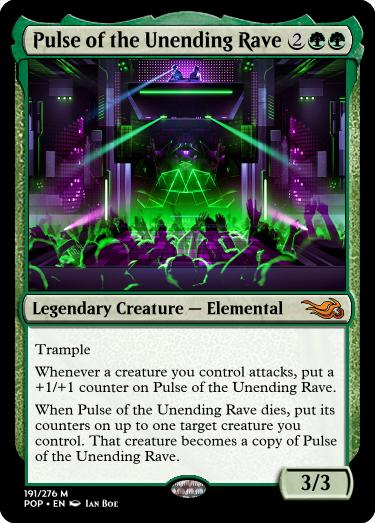 Pulse of the Unending Rave 2
Legendary Creature — Elemental
Trample
Whenever a creature you control attacks, put a
+1/+1 counter on Pulse of the Unending Rave.
When Pulse of the Unending Rave dies, put its
counters on up to one target creature you
control. That creature becomes a copy of Pulse
of the Unending Rave.
3/3
191/276 M
POP • EN Ian Boe